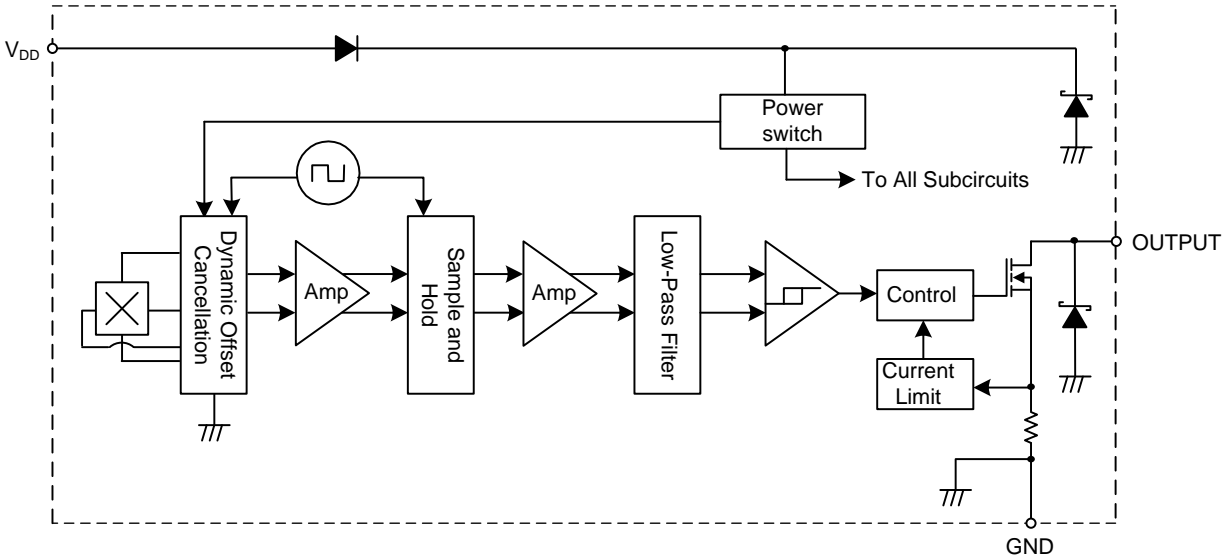 VDD
Power
switch
To All Subcircuits
Dynamic Offset
Cancellation
Amp
Sample and
Hold
Amp
Low-Pass Filter
Control
Current
Limit
OUTPUT
GND